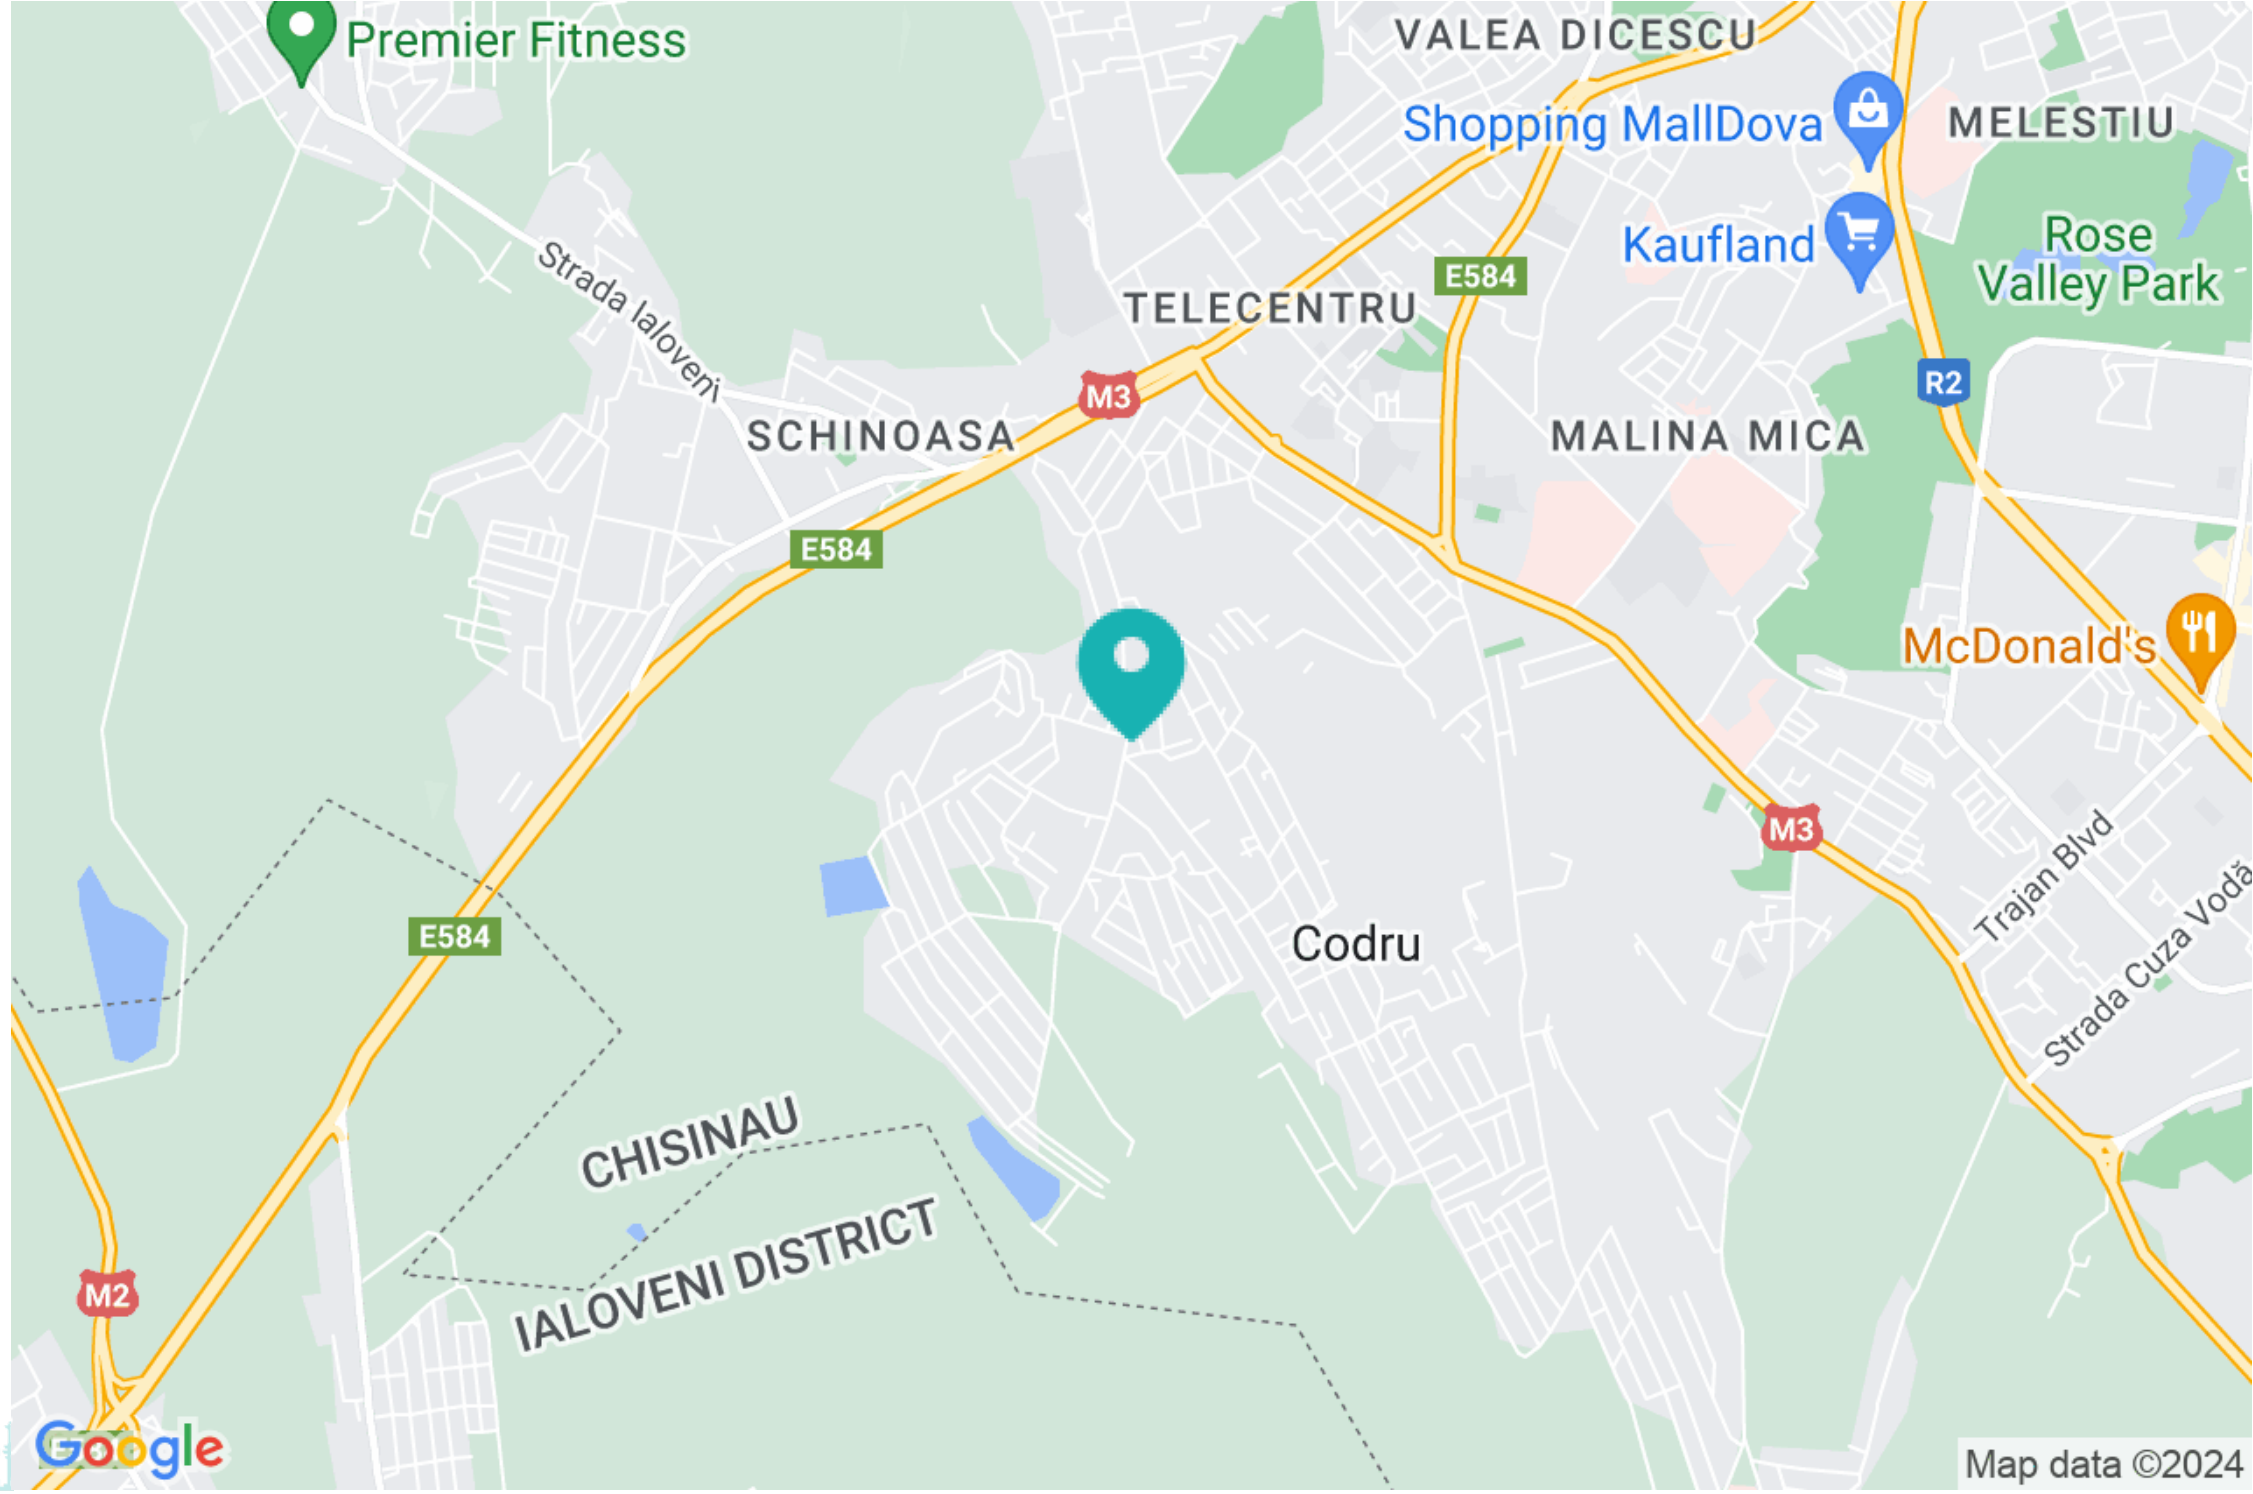 Premier Fitness
VALEA DICESCU
Shopping MallDova
MELESTIU
Kaufland
Rose
Valley Park
Strada Ialoveni
E584
TELECENTRU
M3
R2
SCHINOASA
MALINA MICA
E584
McDonald's
M3
Trajan Blvd
Strada Cuza Vodă
E584
Codru
CHISINAU
IALOVENI DISTRICT
M2
Google
Map data ©2024